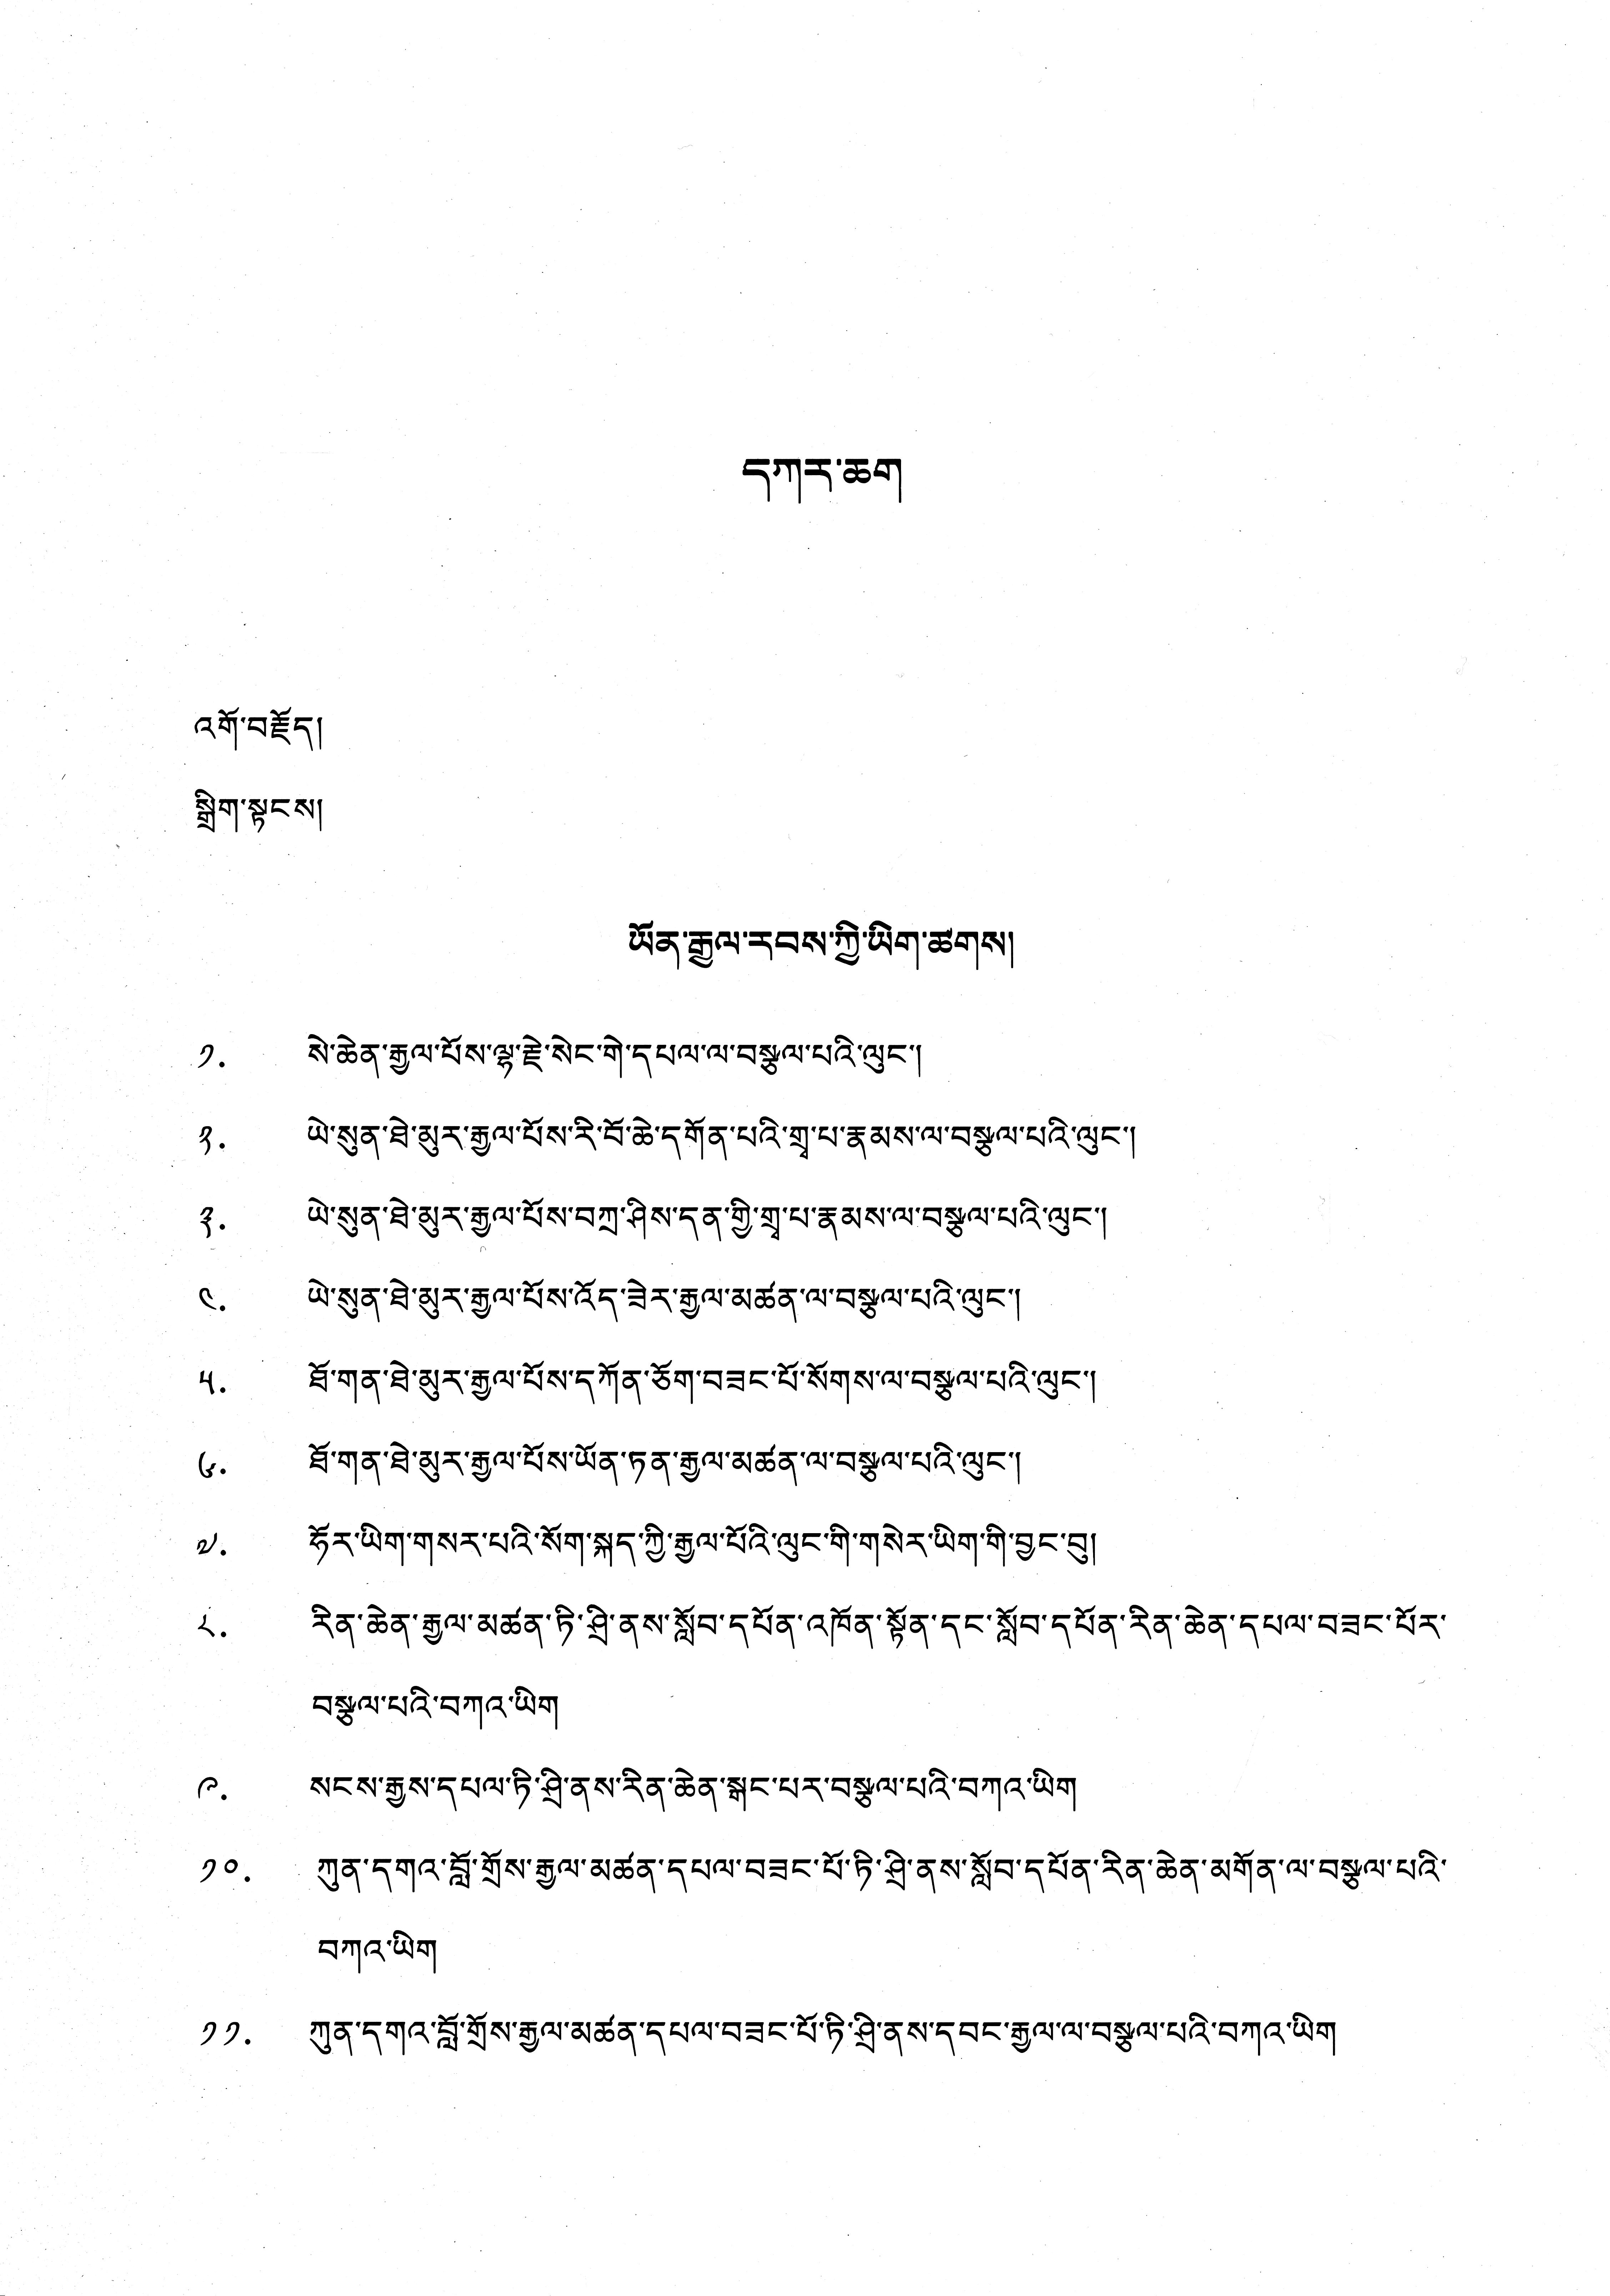 དཀར་ཆག
འགོ་བརྗོད།
སྒྲིག་སྟངས།
ཡོན་རྒྱལ་རབས་ཀྱི་ཡིག་ཚགས།
༡. སེ་ཆེན་རྒྱལ་པོས་ལྷ་རྗེ་སེང་གེ་དཔལ་ལ་བསྩལ་པའི་ལུང་།
༢. ཡེ་སུན་ཐེ་མུར་རྒྱལ་པོས་རི་བོ་ཆེ་དགོན་པའི་གྲྭ་པ་རྣམས་ལ་བསྩལ་པའི་ལུང་།
༣. ཡེ་སུན་ཐེ་མུར་རྒྱལ་པོས་བཀྲ་ཤིས་དན་གྱི་གྲྭ་པ་རྣམས་ལ་བསྩལ་པའི་ལུང་།
༤. ཡེ་སུན་ཐེ་མུར་རྒྱལ་པོས་འོད་ཟེར་རྒྱལ་མཚན་ལ་བསྩལ་པའི་ལུང་།
༥. ཐོ་གན་ཐེ་མུར་རྒྱལ་པོས་དཀོན་ཅོག་བཟང་པོ་སོགས་ལ་བསྩལ་པའི་ལུང་།
༦. ཐོ་གན་ཐེ་མུར་རྒྱལ་པོས་ཡོན་ཏན་རྒྱལ་མཚན་ལ་བསྩལ་པའི་ལུང་།
༧. ཧོར་ཡིག་གསར་པའི་སོག་སྐད་ཀྱི་རྒྱལ་པོའི་ལུང་གི་གསེར་ཡིག་གི་བྱང་བུ།
༨. རིན་ཆེན་རྒྱལ་མཚན་ཏི་ཤྲི་ནས་སློབ་དཔོན་འཁོན་སྟོན་དང་སློབ་དཔོན་རིན་ཆེན་དཔལ་བཟང་པོར་
བསྩལ་པའི་བཀའ་ཡིག
༩. སངས་རྒྱས་དཔལ་ཏི་ཤྲི་ནས་རིན་ཆེན་སྒང་པར་བསྩལ་པའི་བཀའ་ཡིག
༡༠. ཀུན་དགའ་བློ་གྲོས་རྒྱལ་མཚན་དཔལ་བཟང་པོ་ཏི་ཤྲི་ནས་སློབ་དཔོན་རིན་ཆེན་མགོན་ལ་བསྩལ་པའི་
བཀའ་ཡིག
༡༡. ཀུན་དགའ་བློ་གྲོས་རྒྱལ་མཚན་དཔལ་བཟང་པོ་ཏི་ཤྲི་ནས་དབང་རྒྱལ་ལ་བསྩལ་པའི་བཀའ་ཡིག